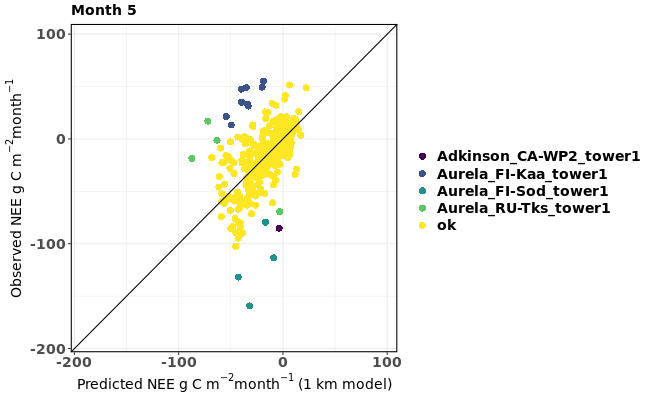 Month 5
100
0
-100
-200
-200 -100 0 100
Observed NEE g C m⁻²month⁻¹
Predicted NEE g C m⁻²month⁻¹ (1 km model)
Adkinson_CA-WP2_tower1
Aurela_FI-Kaa_tower1
Aurela_FI-Sod_tower1
Aurela_RU-Tks_tower1
ok